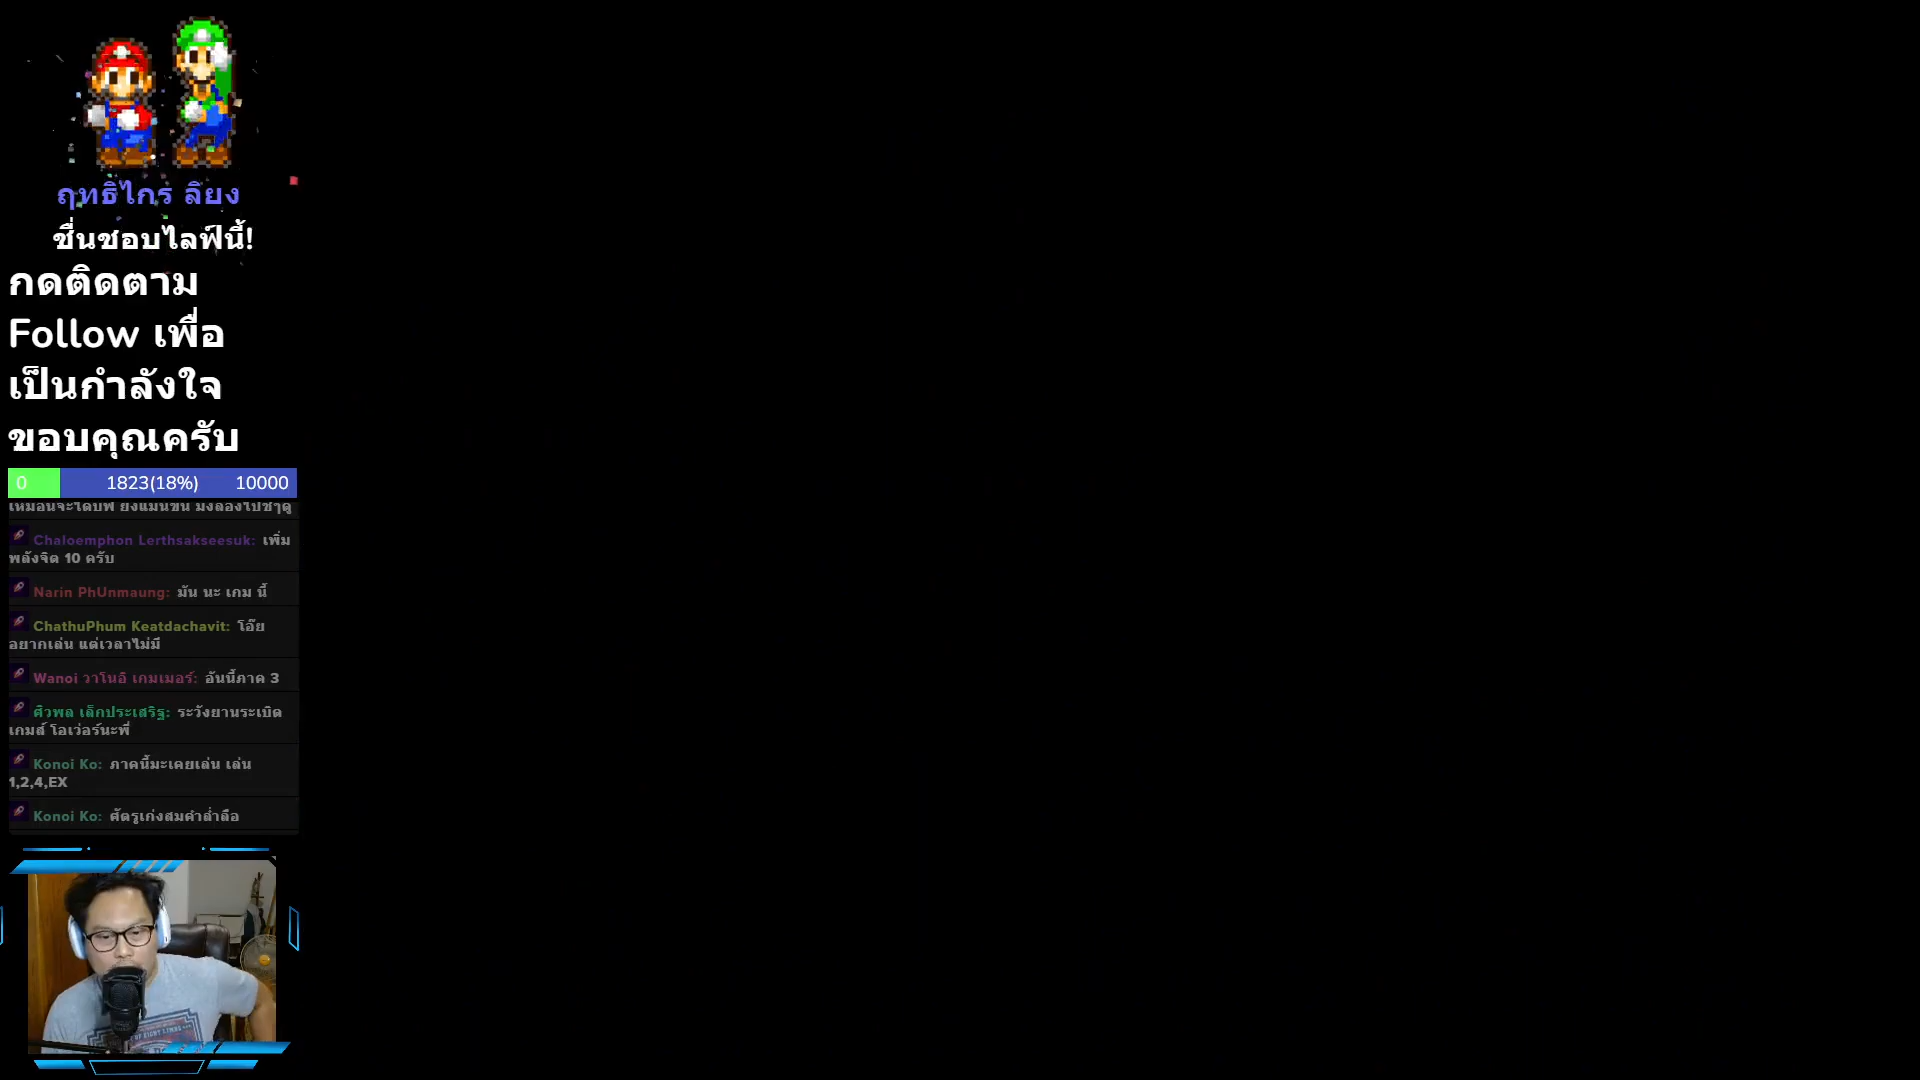 ฤทธิไกร ลิยง
ชื่นชอบไลฟ์นี้!
กดติดตาม
Follow เพื่อ
เป็นกำลังใจ
ขอบคุณครับ
0 1823(18%) 10000
Chaloemphon Lerthsakseesuk: เพิ่ม
พลังจิต 10 ครับ
Narin PhUnmaung: มัน นะ เกม นี้
ChathuPhum Keatdachavit: โอ๊ย
อยากเล่น แต่เวลาไม่มี
Wanoi วาโนอิ เกมเมอร์: อันนี้ภาค 3
ศิวพล เล็กประเสริฐ: ระวังยานระเบิด
เกมส์ โอเว่อร์นะพี่
Konoi Ko: ภาคนี้มะเคยเล่น เล่น
1,2,4,EX
Konoi Ko: ศัตรูเก่งสมคำล่ำลือ